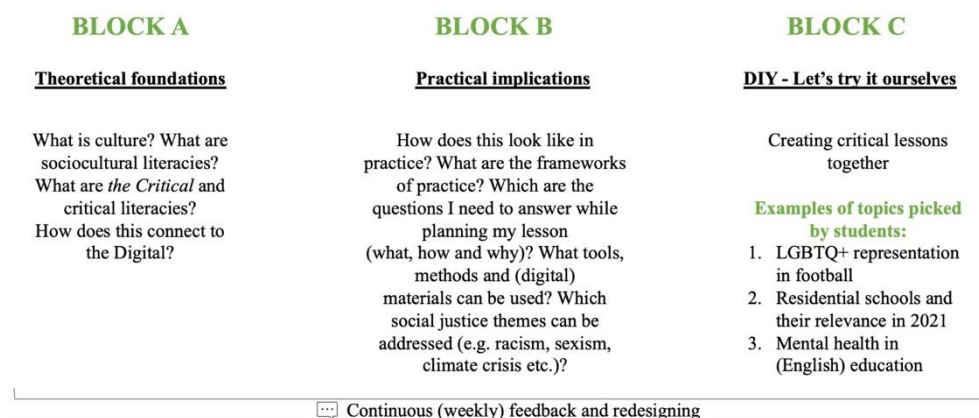 BLOCK A
Theoretical foundations
What is culture? What are
sociocultural literacies?
What are the Critical and
critical literacies?
How does this connect to
the Digital?
BLOCK B
Practical implications
How does this look like in
practice? What are the frameworks
of practice? Which are the
questions I need to answer while
planning my lesson
(what, how and why)? What tools,
methods and (digital)
materials can be used? Which
social justice themes can be
addressed (e.g. racism, sexism,
climate crisis etc.)?
BLOCK C
DIY - Let's try it ourselves
Creating critical lessons
together
Examples of topics picked
by students:
1. LGBTQ+ representation
in football
2. Residential schools and
their relevance in 2021
3. Mental health in
(English) education
Continuous (weekly) feedback and redesigning